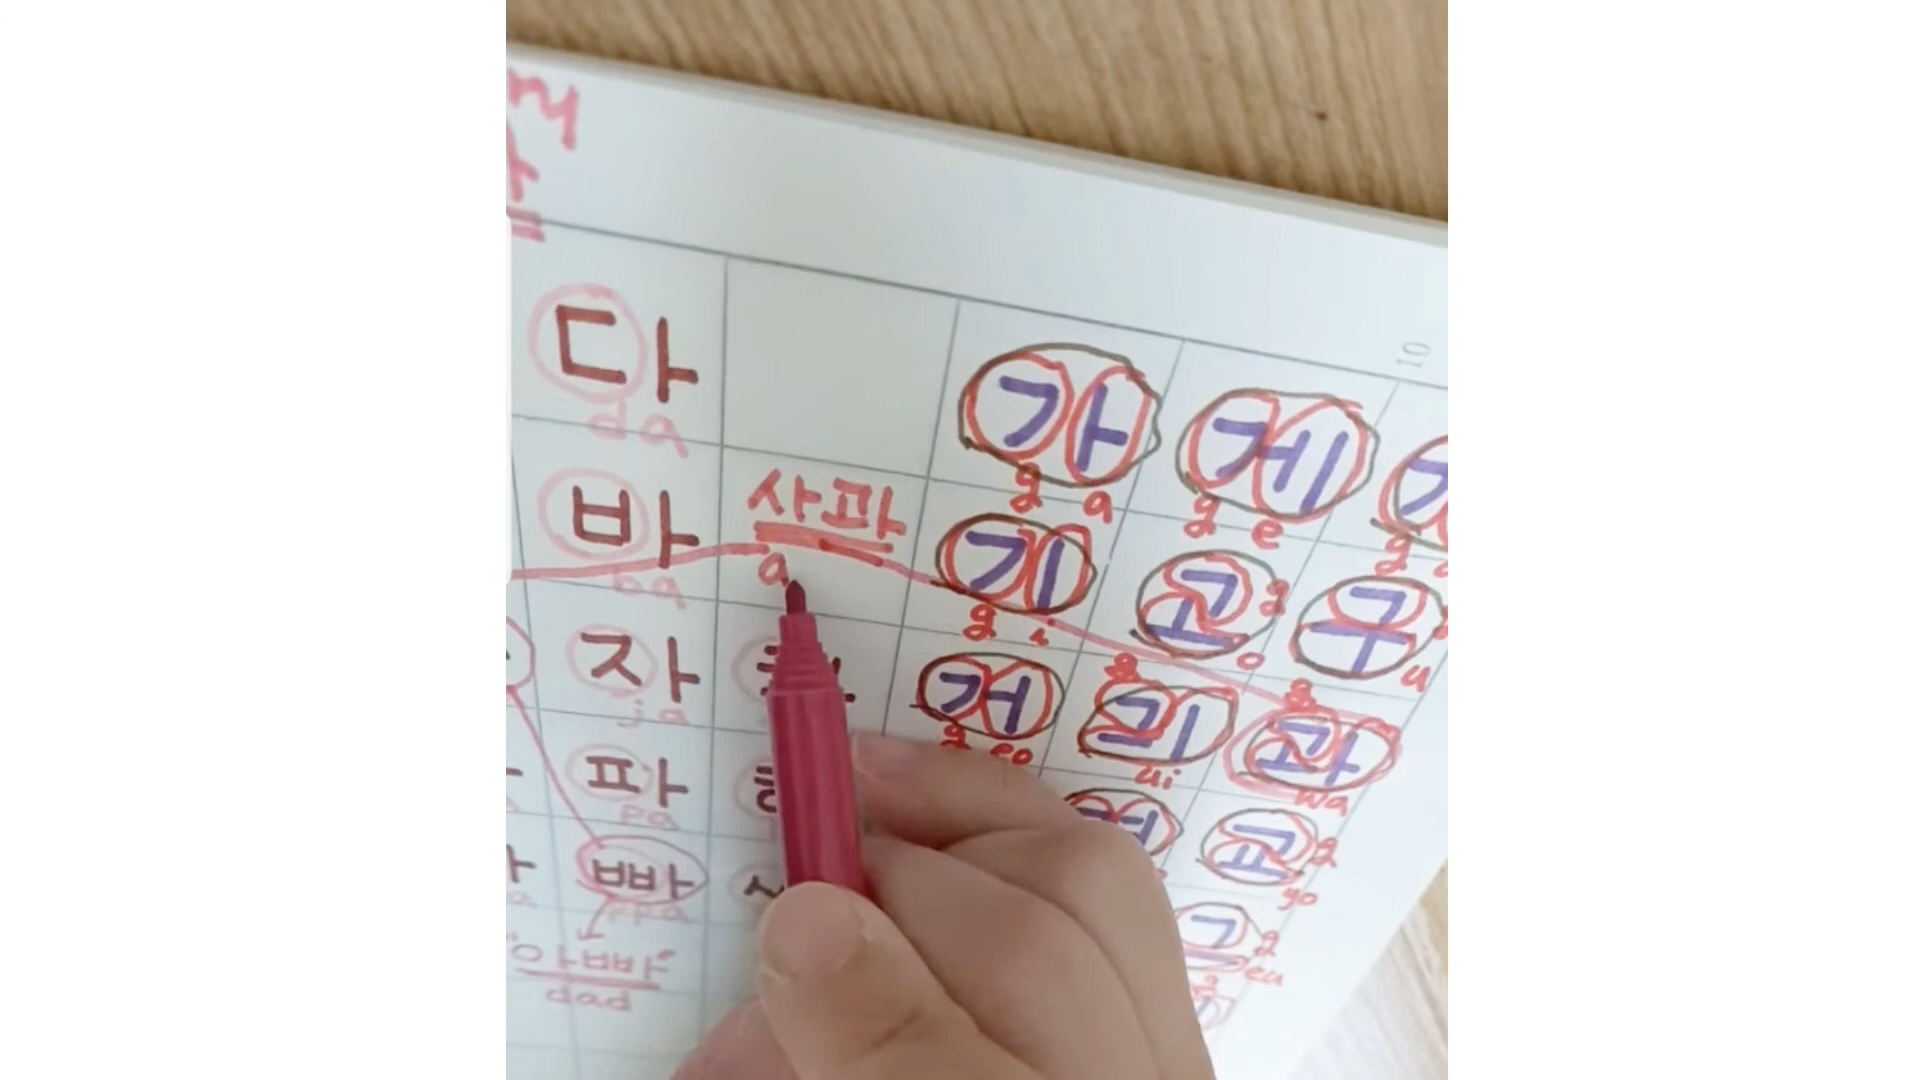 다 가 게
da g a g e
사과
바 기 고 g 구
ba a g i o u
자 거 긔 과
ja g eo g ui g wa
파 교 g
pa yo
빠 그 g
ppa eu
"아빠"
dad
10